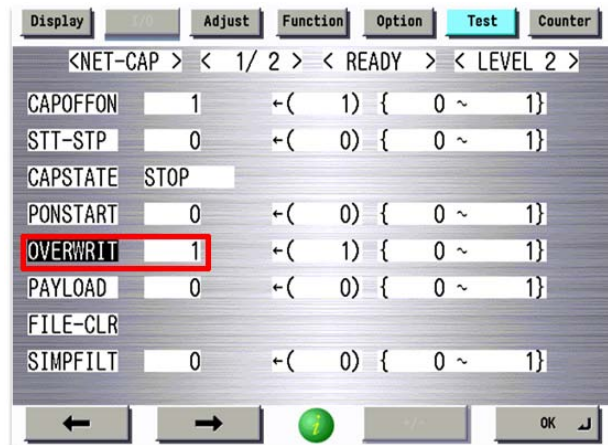 Display I/O Adjust Function Option Test Counter
<NET-CAP > < 1/ 2 > < READY > < LEVEL 2 >
CAPOFFON 1 ←( 1) { 0 ~ 1}
STT-STP 0 ←( 0) { 0 ~ 1}
CAPSTATE STOP
PONSTART 0 ←( 0) { 0 ~ 1}
OVERWRIT 1 ←( 1) { 0 ~ 1}
PAYLOAD 0 ←( 0) { 0 ~ 1}
FILE-CLR
SIMPFILT 0 ←( 0) { 0 ~ 1}
← → i +/- OK